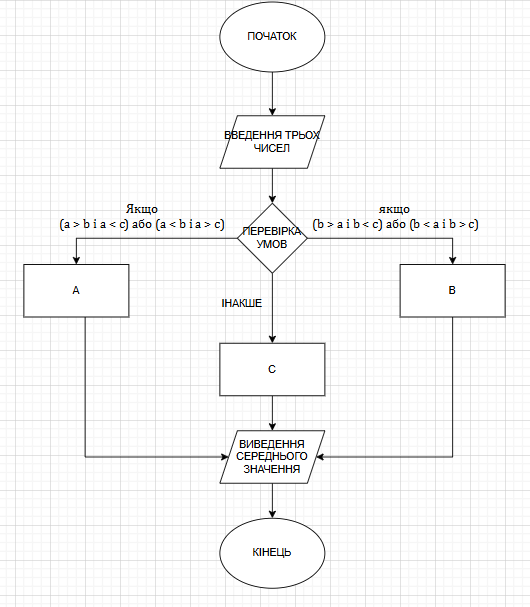 ПОЧАТОК
ВВЕДЕННЯ ТРЬОХ
ЧИСЕЛ
Якщо
(a > b і a < c) або (a < b і a > c)
ПЕРЕВІРКА
УМОВ
якщо
(b > a і b < c) або (b < a і b > c)
A
B
ІНАКШЕ
C
ВИВЕДЕННЯ
СЕРЕДНЬОГО
ЗНАЧЕННЯ
КІНЕЦЬ